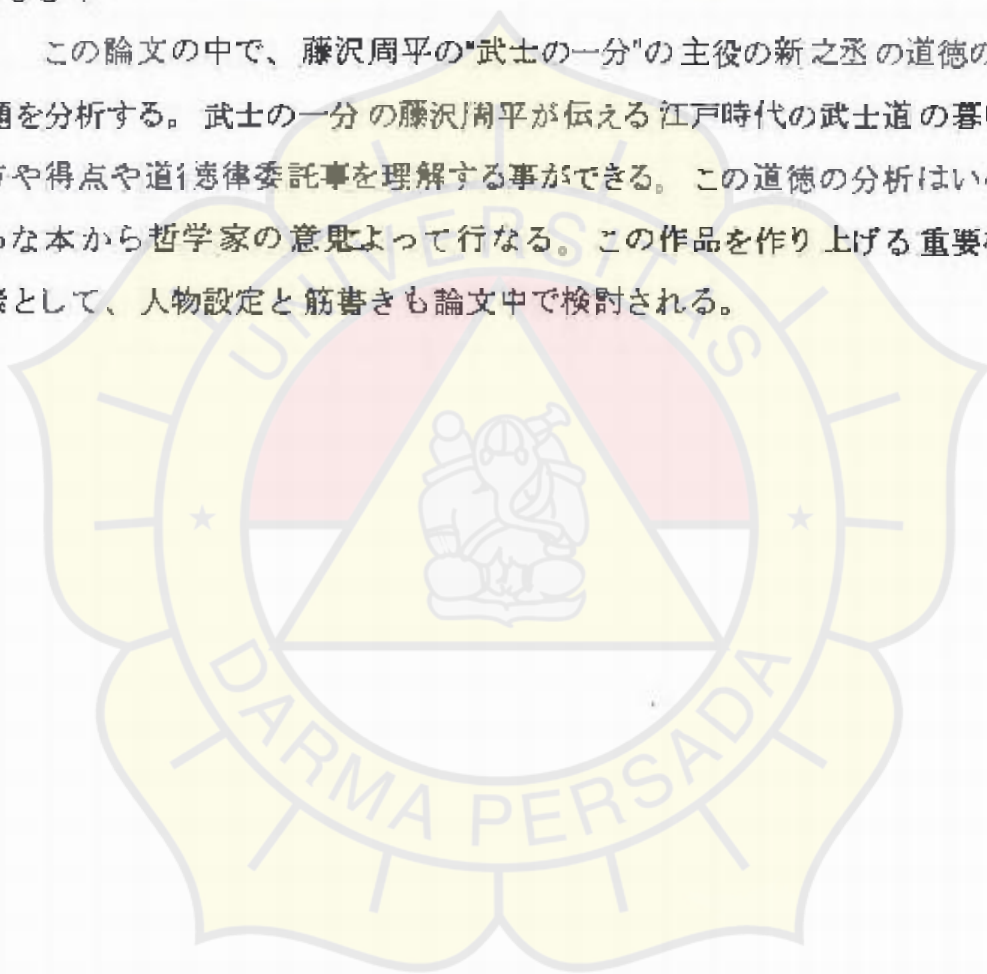 この論文の中で、藤沢周平の"武士の一分"の主役の新之丞の道徳の
題を分析する。武士の一分の藤沢周平が伝える江戸時代の武士道の暮
や得点や道徳律委託事を理解する事ができる。この道徳の分析はい
な本から哲学家の意見よって行なる。この作品を作り上げる重要
として、人物設定と筋書きも論文中で検討される。
UNIVERSITAS
DARMA PERSADA